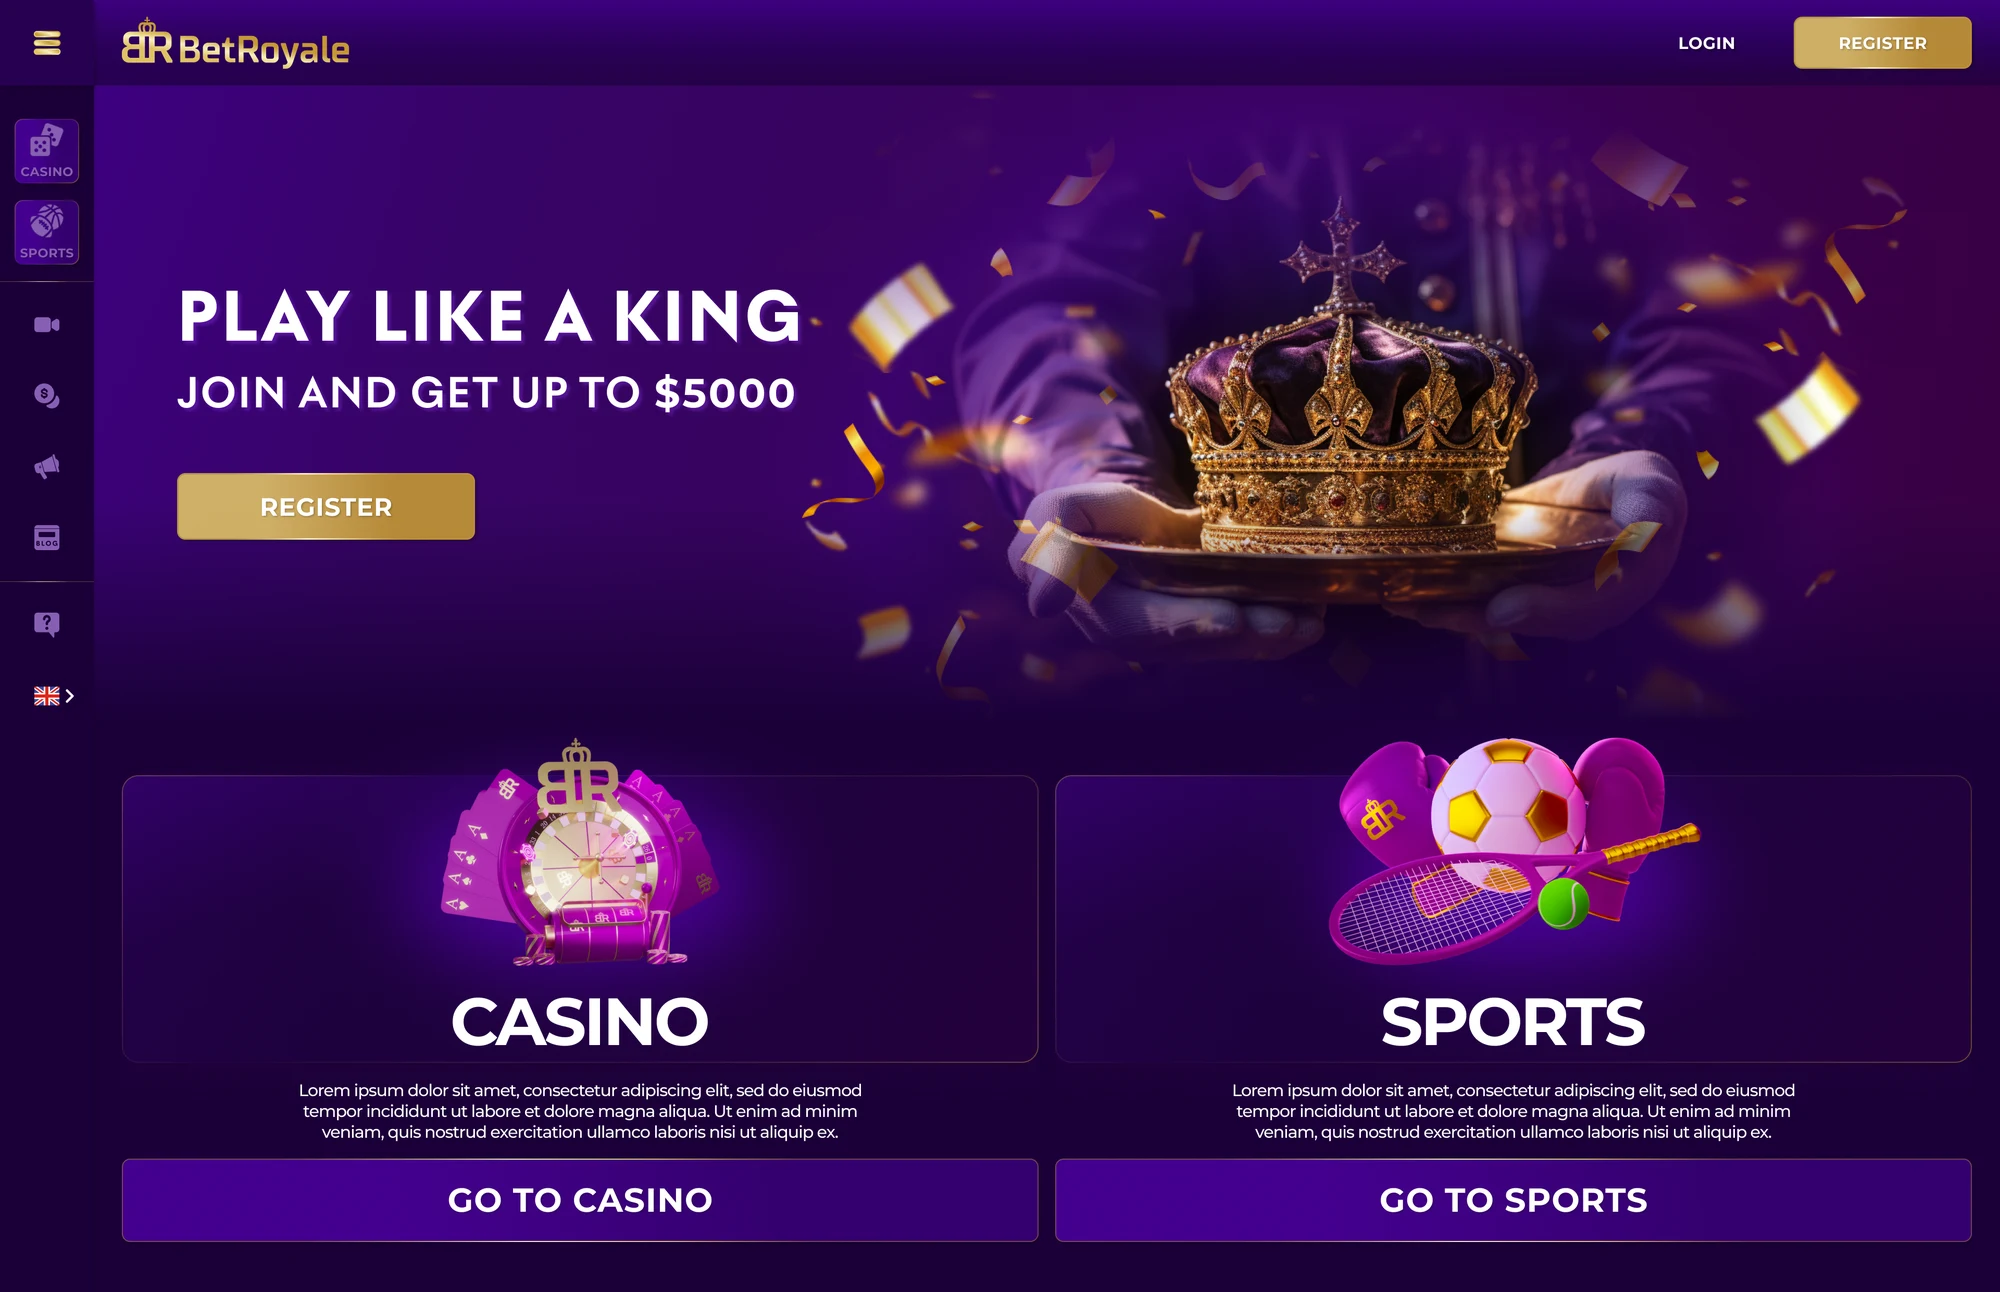 BR BetRoyale
LOGIN
REGISTER
CASINO
SPORTS
BLOG
PLAY LIKE A KING
JOIN AND GET UP TO $5000
REGISTER
CASINO
Lorem ipsum dolor sit amet, consectetur adipiscing elit, sed do eiusmod
tempor incididunt ut labore et dolore magna aliqua. Ut enim ad minim
veniam, quis nostrud exercitation ullamco laboris nisi ut aliquip ex.
GO TO CASINO
SPORTS
Lorem ipsum dolor sit amet, consectetur adipiscing elit, sed do eiusmod
tempor incididunt ut labore et dolore magna aliqua. Ut enim ad minim
veniam, quis nostrud exercitation ullamco laboris nisi ut aliquip ex.
GO TO SPORTS